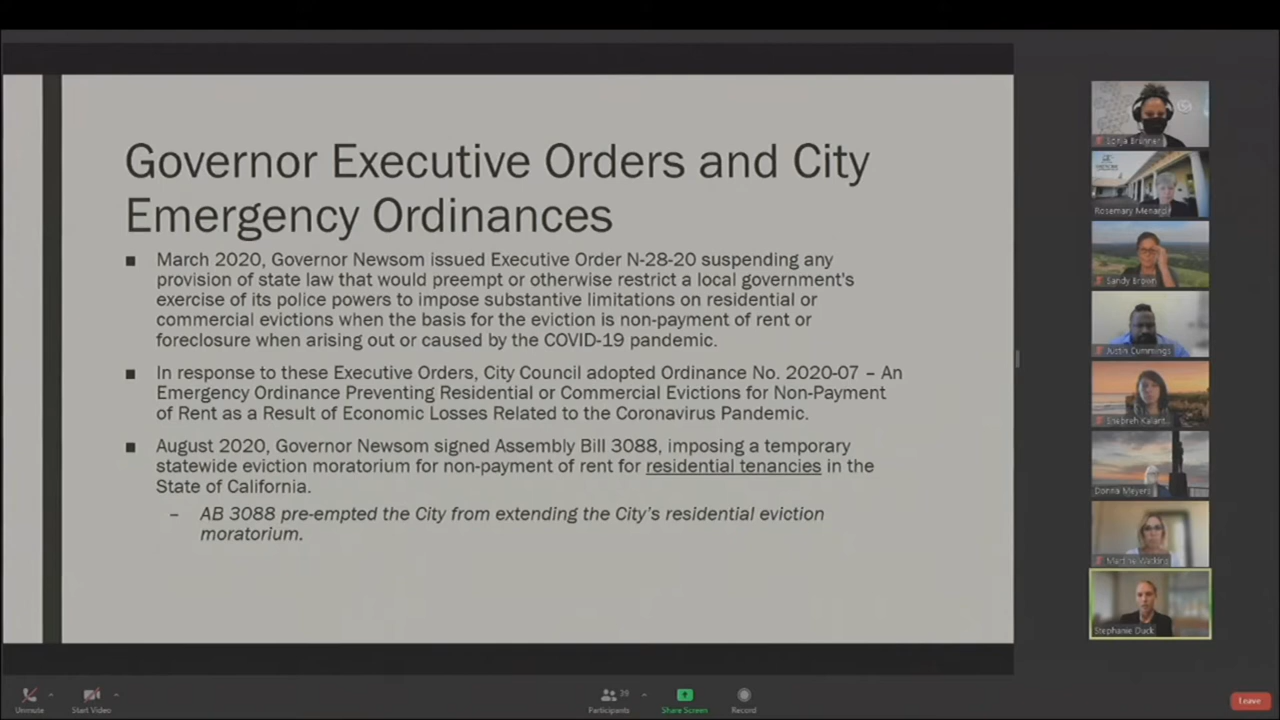 Governor Executive Orders and City
Emergency Ordinances
■ March 2020, Governor Newsom issued Executive Order N-28-20 suspending any
provision of state law that would preempt or otherwise restrict a local government's
exercise of its police powers to impose substantive limitations on residential or
commercial evictions when the basis for the eviction is non-payment of rent or
foreclosure when arising out or caused by the COVID-19 pandemic.
■ In response to these Executive Orders, City Council adopted Ordinance No. 2020-07 – An
Emergency Ordinance Preventing Residential or Commercial Evictions for Non-Payment
of Rent as a Result of Economic Losses Related to the Coronavirus Pandemic.
■ August 2020, Governor Newsom signed Assembly Bill 3088, imposing a temporary
statewide eviction moratorium for non-payment of rent for residential tenancies in the
State of California.
– AB 3088 pre-empted the City from extending the City's residential eviction
moratorium.
Sonja Brunner
Rosemary Menard
Sandy Brown
Justin Cummings
Shebreh Kalant...
Donna Meyers
Martine Watkins
Stephanie Duck
Unmute
Start Video
Participants
39
Share Screen
Record
Leave